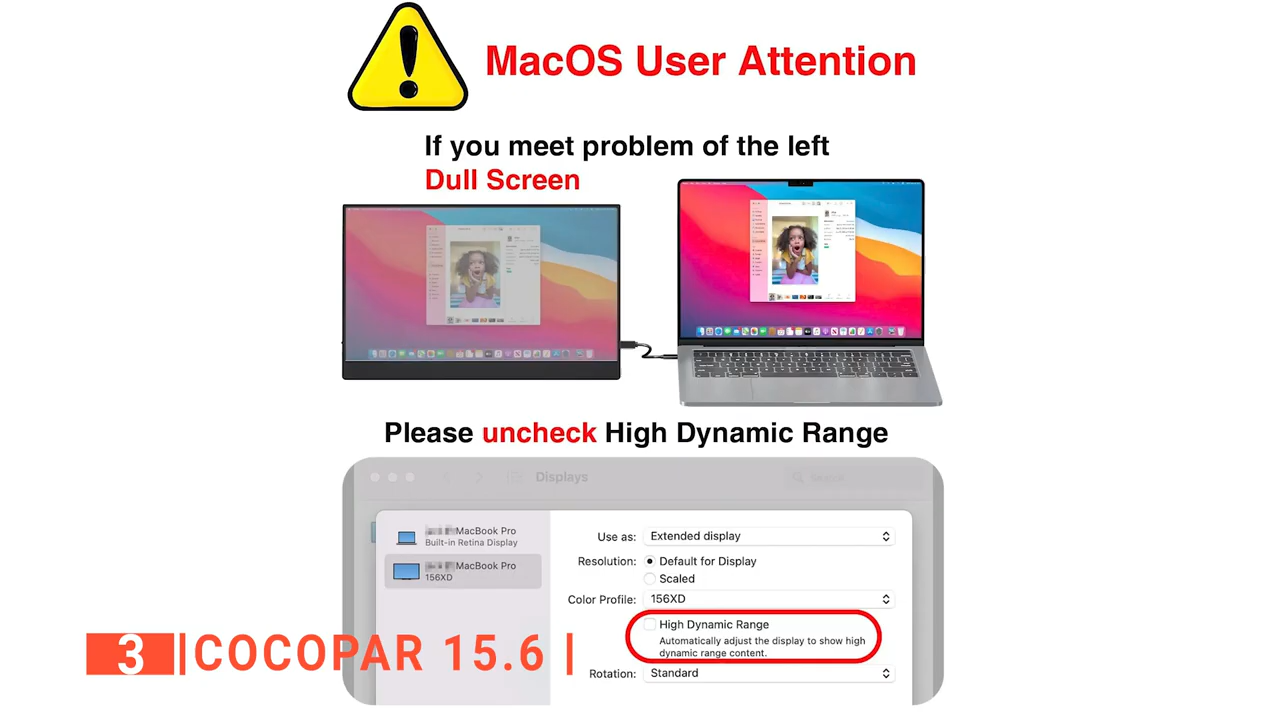 MacOS User Attention
If you meet problem of the left
Dull Screen
Please uncheck High Dynamic Range
Displays
Search
MacBook Pro
Built-in Retina Display
MacBook Pro
156XD
Use as: Extended display
Resolution: Default for Display
Scaled
Color Profile: 156XD
High Dynamic Range
Automatically adjust the display to show high
dynamic range content.
Rotation: Standard
3 COCOPAR 15.6